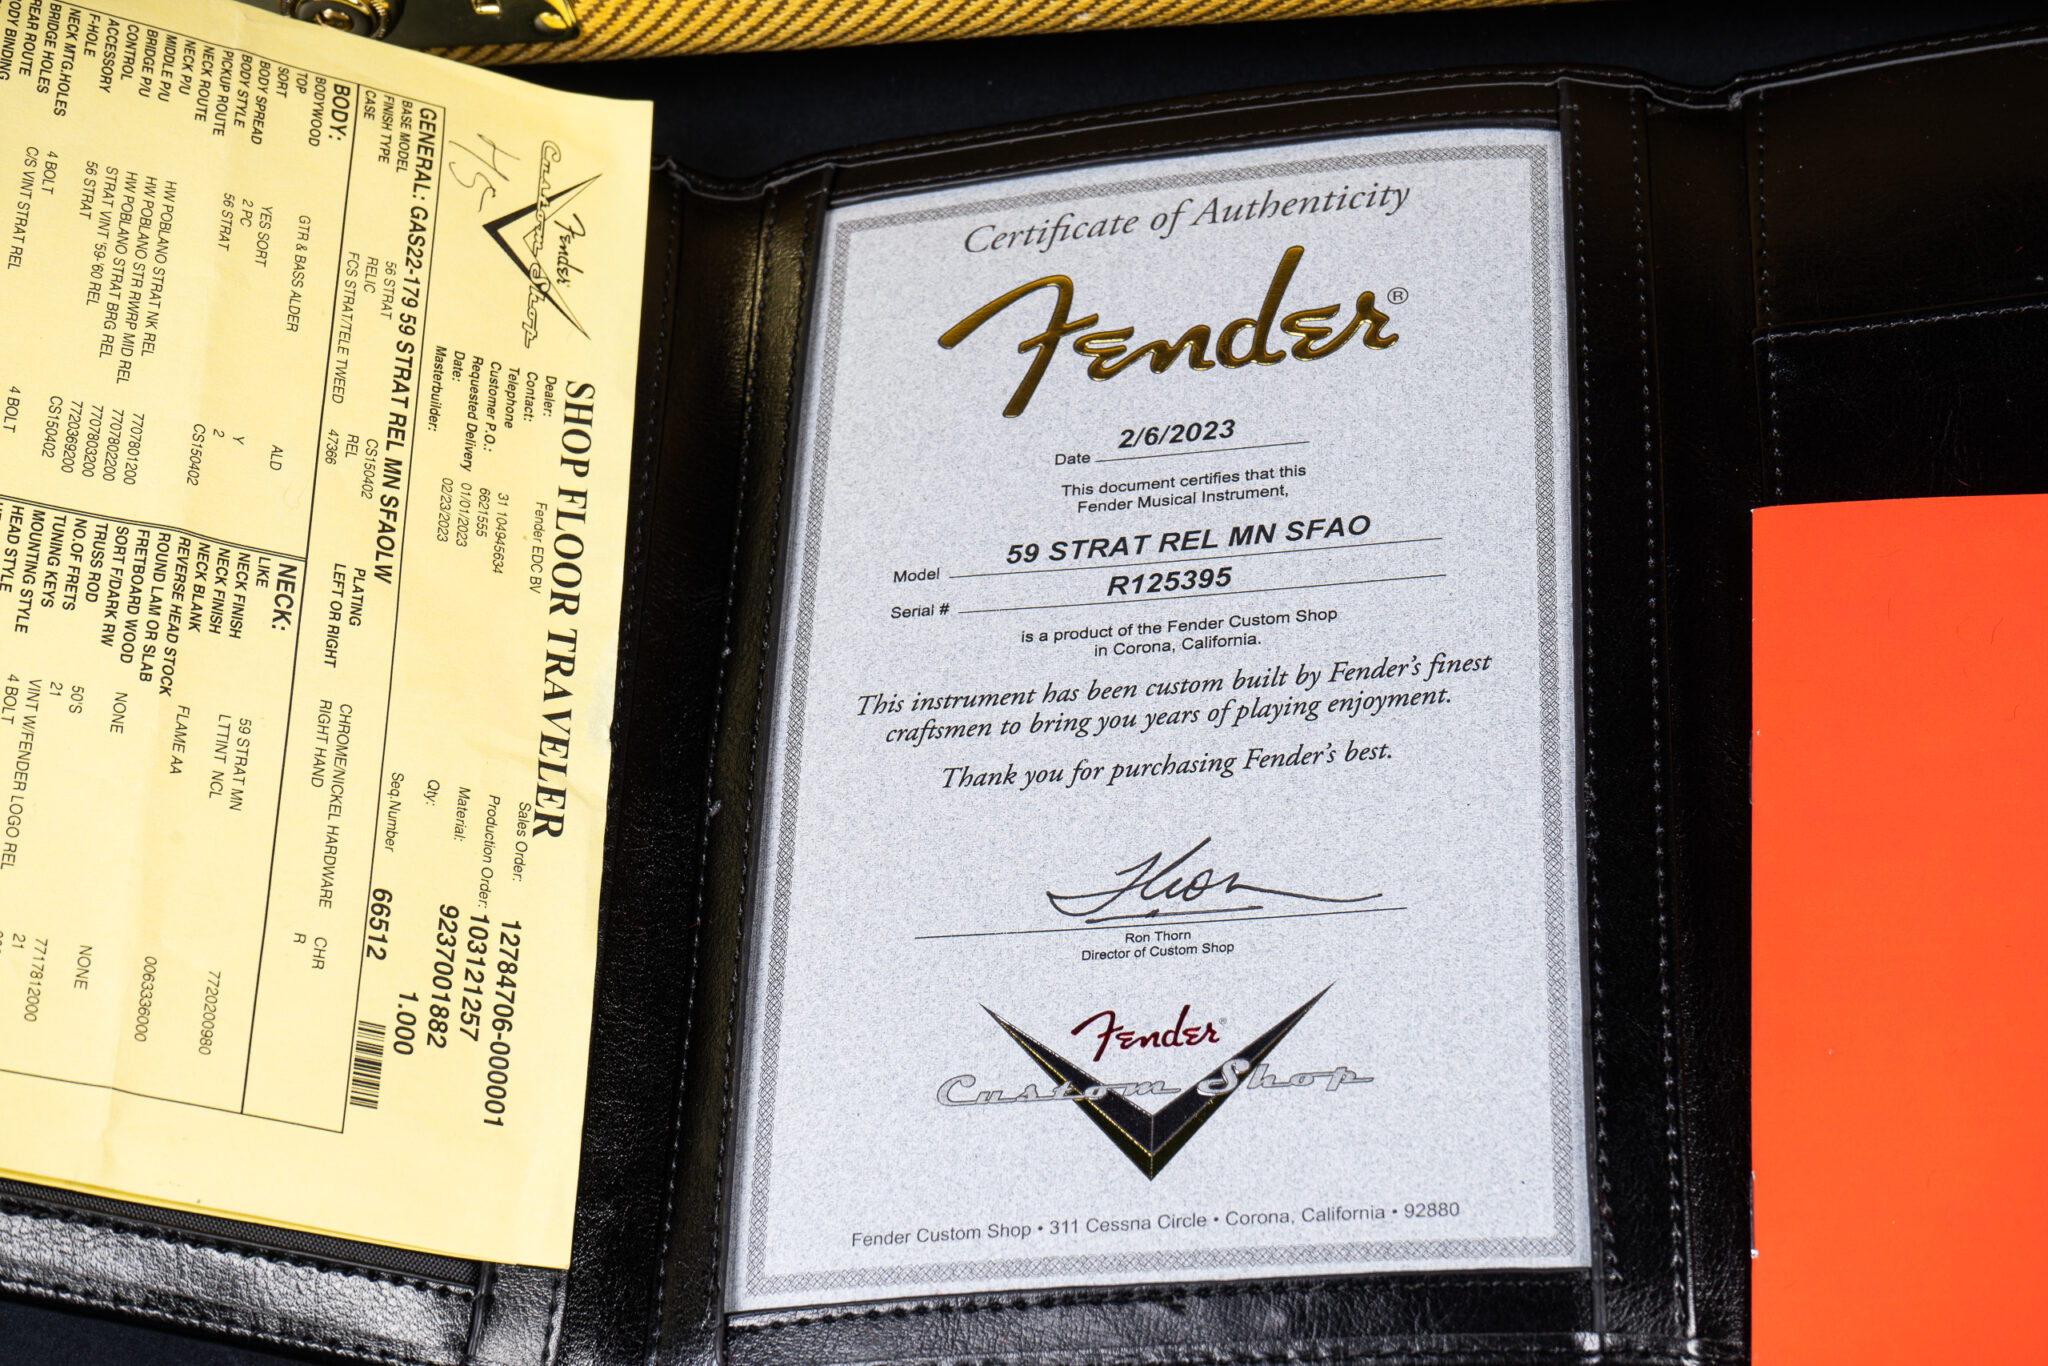 Certificate of Authenticity
Fender®
Date 2/6/2023
This document certifies that this
Fender Musical Instrument,
Model 59 STRAT REL MN SFAO
Serial # R125395
is a product of the Fender Custom Shop
in Corona, California.
This instrument has been custom built by Fender's finest
craftsmen to bring you years of playing enjoyment.
Thank you for purchasing Fender's best.
Ron Thorn
Director of Custom Shop
Fender®
Custom Shop
Fender Custom Shop • 311 Cessna Circle • Corona, California • 92880
SHOP FLOOR TRAVELER
Fender
Custom Shop
Dealer: Fender EDC BV
Contact:
Telephone 31 1049456534
Customer P.O.: 6621555
Requested Delivery 01/01/2023
Date: 02/23/2023
Masterbuilder:
Sales Order: 12784706-000001
Production Order: 103121257
Material: 9237001882
Qty: 1.000
Seq.Number 66512
GENERAL: GAS22-179 59 STRAT REL MN SFAOLW
BASE MODEL 56 STRAT CS150402
FINISH TYPE RELIC REL
CASE FCS STRAT/TELE TWEED 47366
PLATING CHROME/NICKEL HARDWARE CHR
LEFT OR RIGHT RIGHT HAND R
BODY:
BODYWOOD GTR & BASS ALDER ALD
TOP
SORT YES SORT Y
BODY SPREAD 2 PC 2
BODY STYLE 56 STRAT CS150402
PICKUP ROUTE
NECK ROUTE
NECK P/U HW POBLANO STRAT NK REL 7707801200
MIDDLE P/U HW POBLANO STR RWRP MID REL 7707802200
BRIDGE P/U HW POBLANO STRAT BRG REL 7707803200
CONTROL STRAT VINT '59-'60 REL 7720369200
ACCESSORY 56 STRAT CS150402
F-HOLE
NECK MTG.HOLES 4 BOLT 4 BOLT
BRIDGE HOLES C/S VINT STRAT REL
REAR ROUTE
BODY BINDING
NECK:
LIKE 59 STRAT MN 7720200980
NECK FINISH LTTINT NCL
NECK FINISH
NECK BLANK FLAME AA 0063336000
REVERSE HEAD STOCK
ROUND LAM OR SLAB
FRETBOARD WOOD
SORT F/DARK RW NONE NONE
TRUSS ROD
NO.OF FRETS 50'S
TUNING KEYS 21 7717812000
MOUNTING STYLE VINT W/FENDER LOGO REL 21
HEAD STYLE 4 BOLT